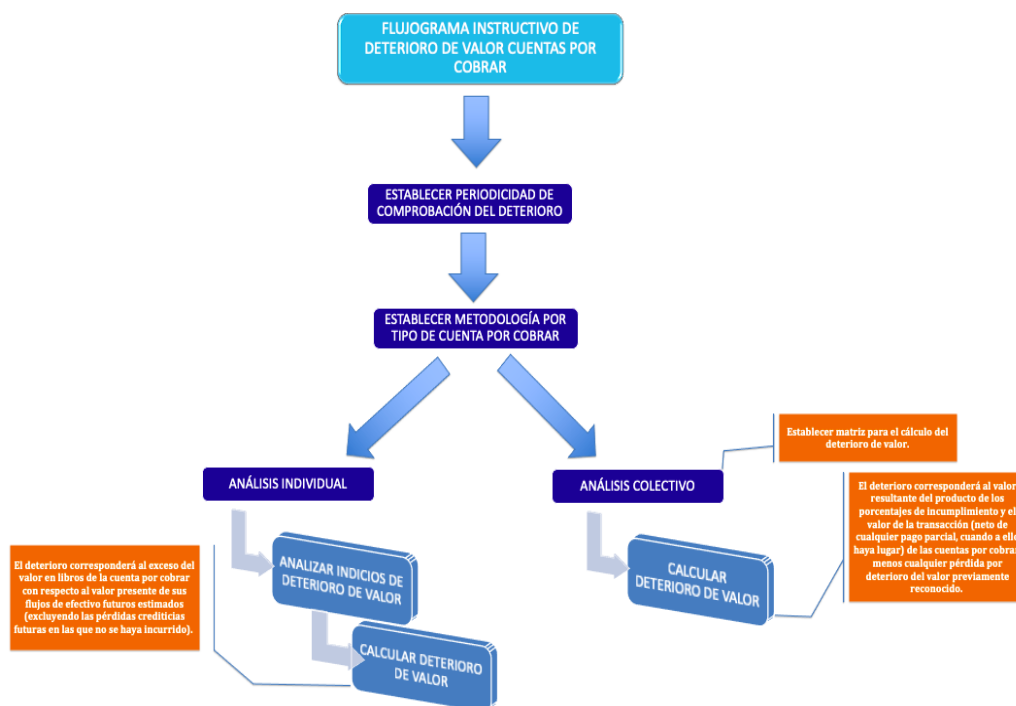 FLUJOGRAMA INSTRUCTIVO DE
DETERIORO DE VALOR CUENTAS POR
COBRAR
ESTABLECER PERIODICIDAD DE
COMPROBACIÓN DEL DETERIORO
ESTABLECER METODOLOGÍA POR
TIPO DE CUENTA POR COBRAR
ANÁLISIS INDIVIDUAL
ANALIZAR INDICIOS DE
DETERIORO DE VALOR
CALCULAR DETERIORO
DE VALOR
El deterioro corresponderá al exceso del
valor en libros de la cuenta por cobrar
con respecto al valor presente de sus
flujos de efectivo futuros estimados
(excluyendo las pérdidas crediticias
futuras en las que no se haya incurrido).
ANÁLISIS COLECTIVO
Establecer matriz para el cálculo del
deterioro de valor.
CALCULAR
DETERIORO DE VALOR
El deterioro corresponderá al valor
resultante del producto de los
porcentajes de incumplimiento y el
valor de la transacción (neto de
cualquier pago parcial, cuando a ello
haya lugar) de las cuentas por cobrar
menos cualquier pérdida por
deterioro del valor previamente
reconocido.